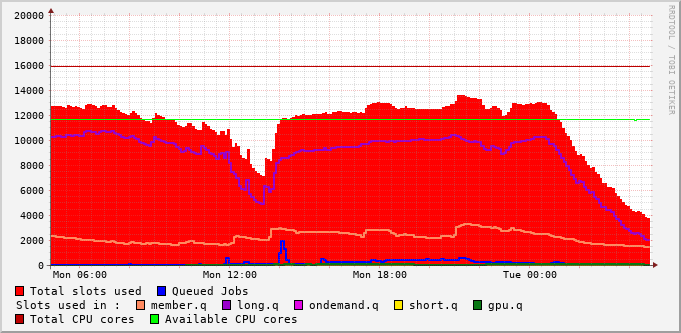 RRDTOOL / TOBI OETIKER
20000
18000
16000
14000
12000
10000
8000
6000
4000
2000
0
Mon 06:00 Mon 12:00 Mon 18:00 Tue 00:00
Total slots used Queued Jobs
Slots used in : member.q long.q ondemand.q short.q gpu.q
Total CPU cores Available CPU cores